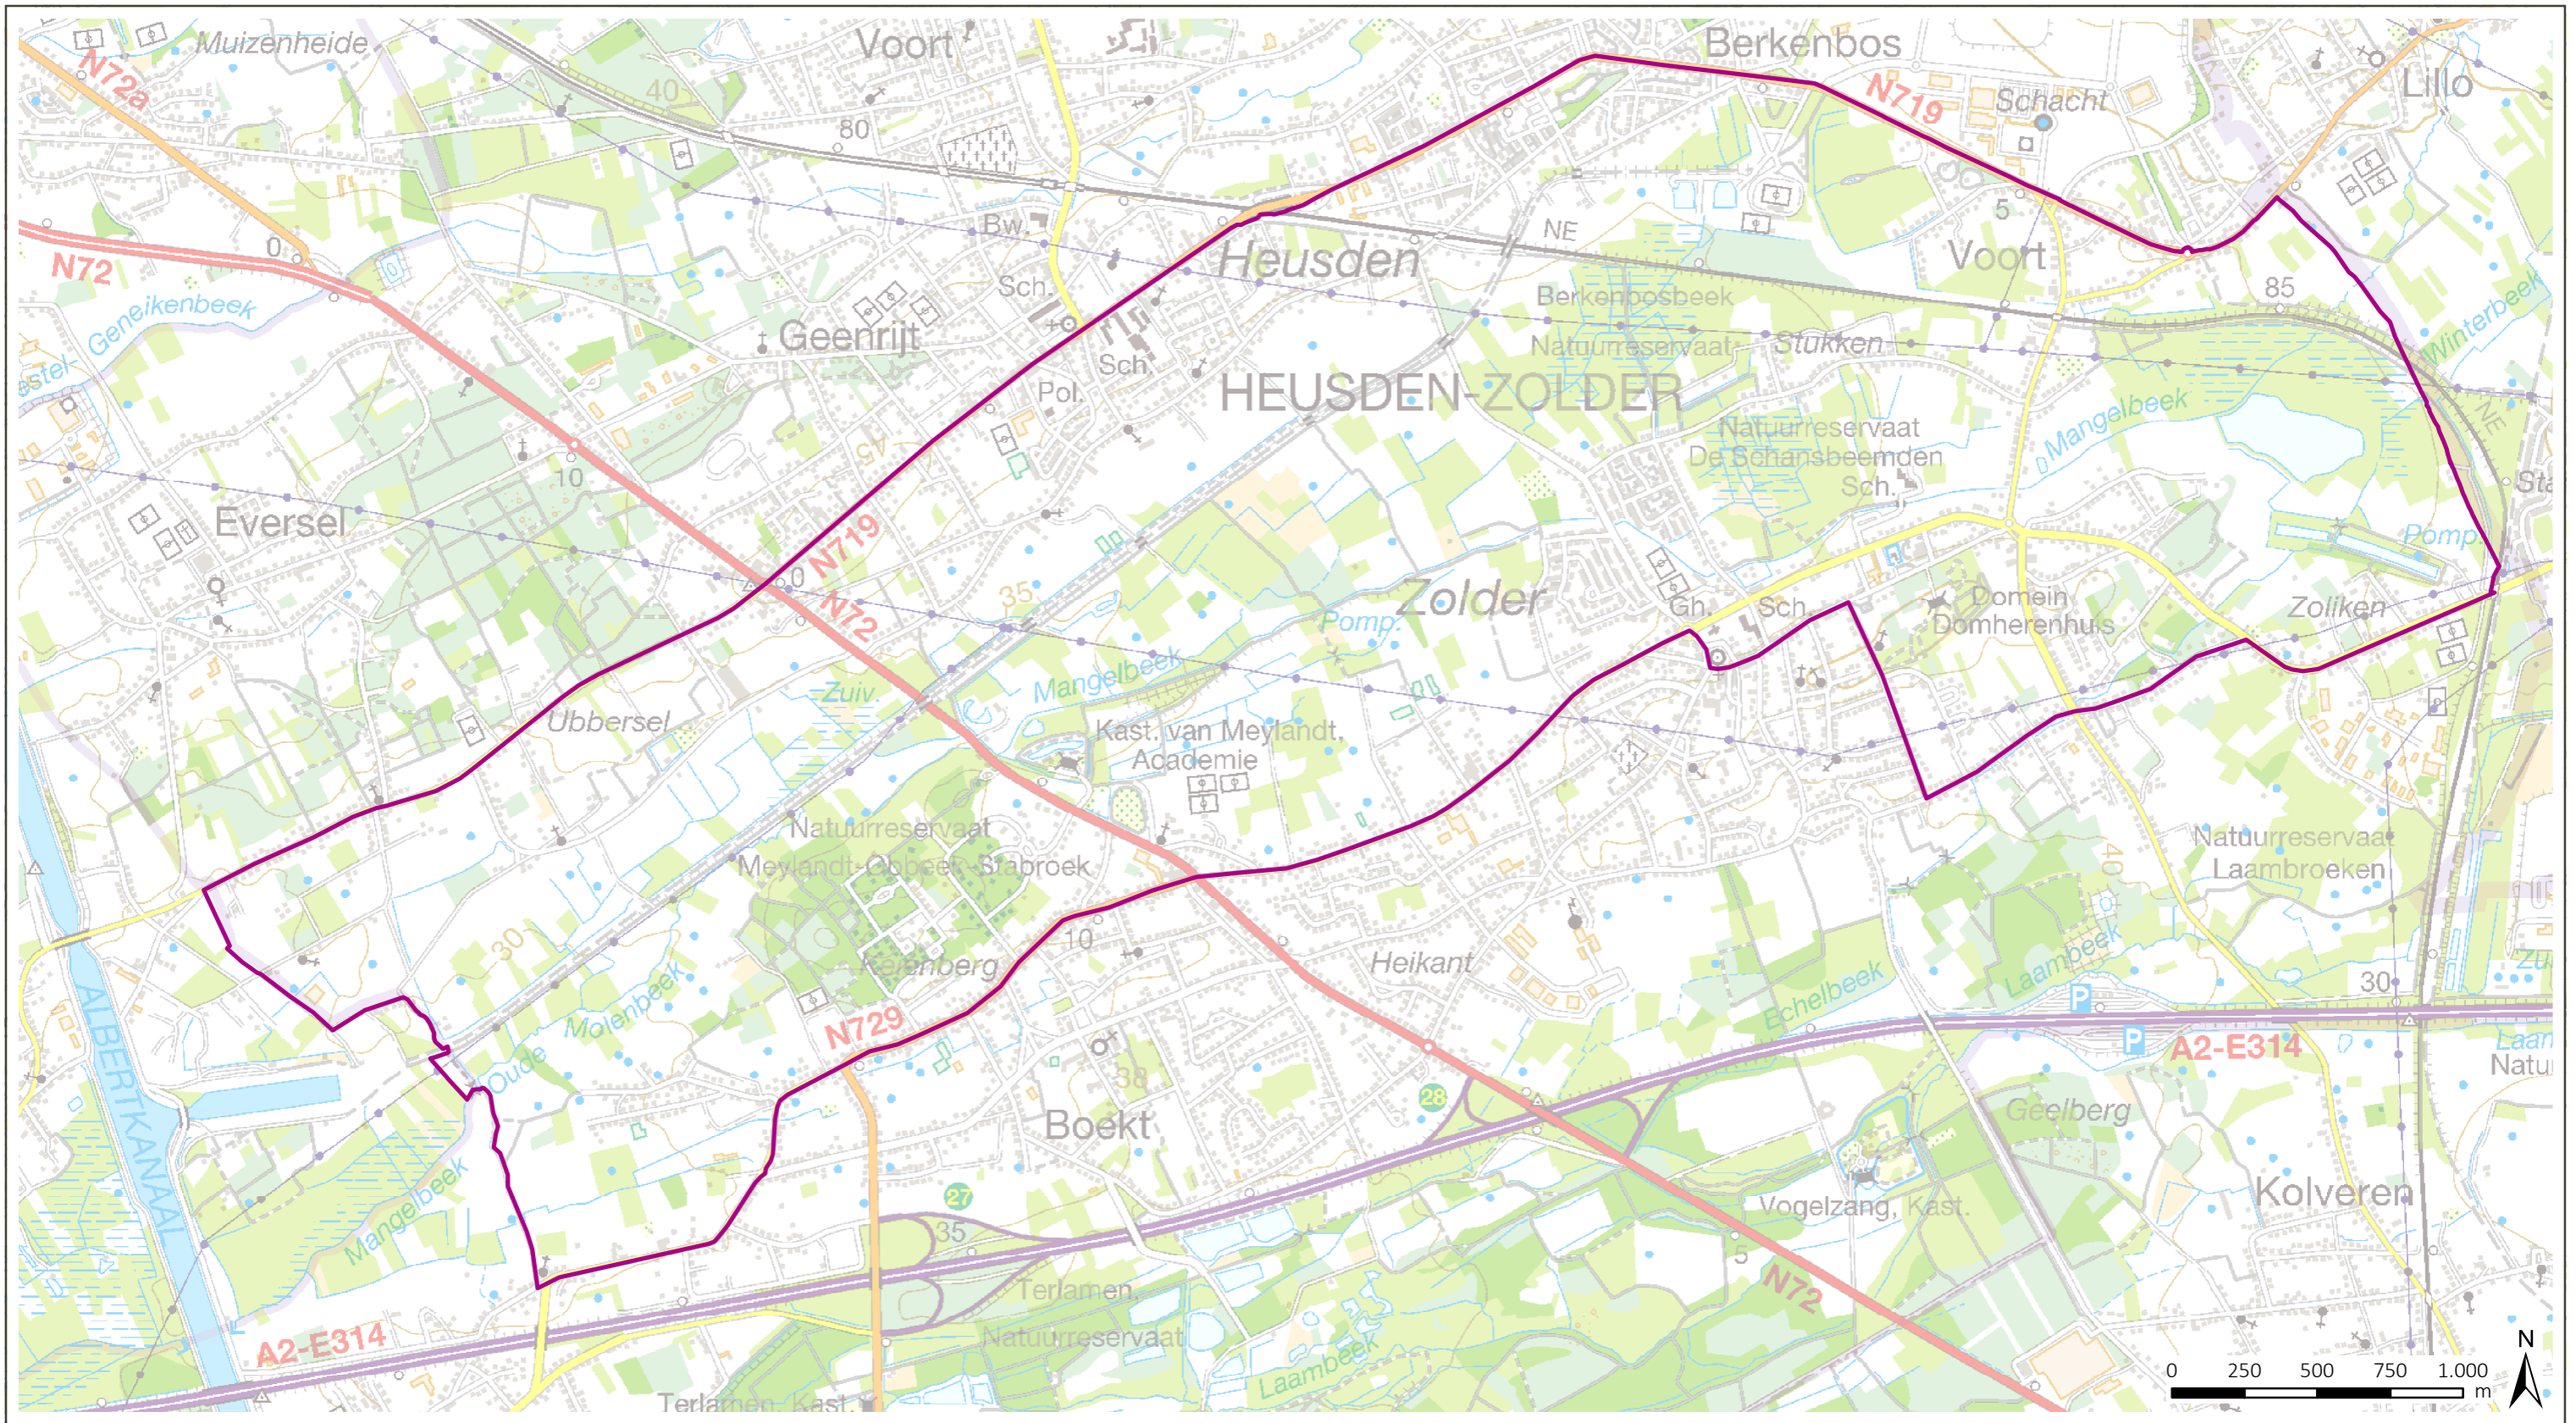 Muizenheide
Voort
Berkenbos
Lillo
N72a
40
80
N719
Schacht
Bw.
Heusden
NE
5
Voort
0
N72
Geneikenbeek
Sch.
Geenrijt
Berkenbosbeek
85
Winterbeek
Natuurreservaat
Stukken
Sch.
Pol.
HEUSDEN-ZOLDER
Mangelbeek
NE
45
Natuurreservaat
De Schansbeemden
Sch.
10
Eversel
N719
0
N72
35
Pomp.
Zolder
Pomp.
Gh.
Sch.
Domein
Domherenhuis
Zoliken
Mangelbeek
Zuiv.
Ubbersel
Kast. van Meylandt,
Academie
Natuurreservaat
Meylandt-Obbeek-Stabroek
40
Natuurreservaat
Laambroeken
30
10
Keienberg
Heikant
Laambeek
Echelbeek
30
P
ALBERTKANAAL
Oude Molenbeek
N729
P
A2-E314
38
Boekt
28
Geelberg
Mangelbeek
27
35
Vogelzang, Kast.
Kolveren
5
N72
Terlamen.
Natuurreservaat
A2-E314
Laambeek
Terlamen, Kast.
N
0 250 500 750 1.000
m